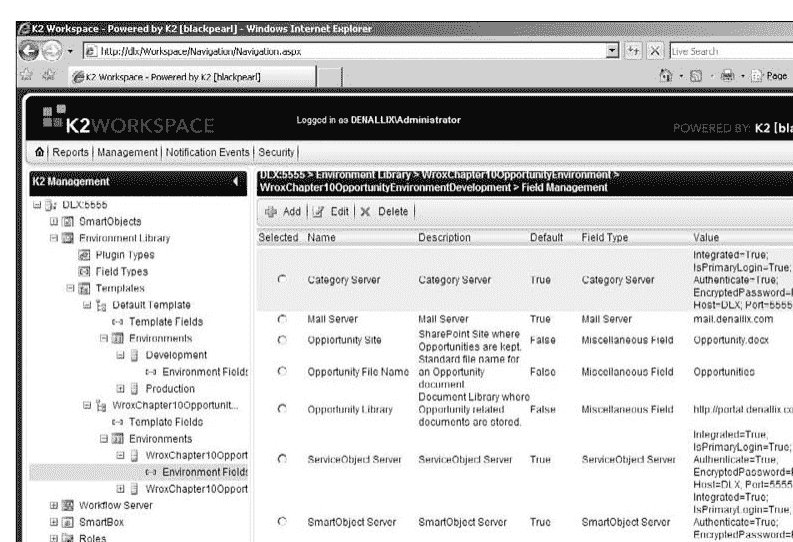 K2 Workspace - Powered by K2 [blackpearl] - Windows Internet Explorer
http://dlx/Workspace/Navigation/Navigation.aspx
Live Search
K2 Workspace - Powered by K2 [blackpearl]
Page
K2WORKSPACE
Logged in as DENALLIX\Administrator
POWERED BY: K2 [bla
Reports | Management | Notification Events | Security
K2 Management
DLX:5555 > Environment Library > WroxChapter10OpportunityEnvironment >
WroxChapter10OpportunityEnvironmentDevelopment > Field Management
DLX:5555
SmartObjects
Environment Library
Plugin Types
Field Types
Templates
Default Template
Template Fields
Environments
Development
Environment Fields
Production
WroxChapter10Opportunit...
Template Fields
Environments
WroxChapter10Opport
Environment Fields
WroxChapter10Opport
Workflow Server
SmartBox
Roles
Add | Edit | Delete
Selected Name Description Default Field Type Value
Category Server Category Server True Category Server
Integrated=True;
IsPrimaryLogin=True;
Authenticate=True;
EncryptedPassword=F
Host=DLX; Port=5555
Mail Server Mail Server True Mail Server mail.denallix.com
Oppiortunity Site
SharePoint Site where
Opportunities are kept.
False Miscellaneous Field Opportunity.docx
Opportunity File Name
Standard file name for
an Opportunity
document
False Miscellaneous Field Opportunities
Opportunity Library
Document Library where
Opportunity related
documents are stored.
False Miscellaneous Field http://portal.denallix.co
ServiceObject Server ServiceObject Server True ServiceObject Server
Integrated=True;
IsPrimaryLogin=True;
Authenticate=True;
EncryptedPassword=F
Host=DLX; Port=5555
SmartObject Server SmartObject Server True SmartObject Server
Integrated=True;
IsPrimaryLogin=True;
Authenticate=True;
EncryptedPassword=F